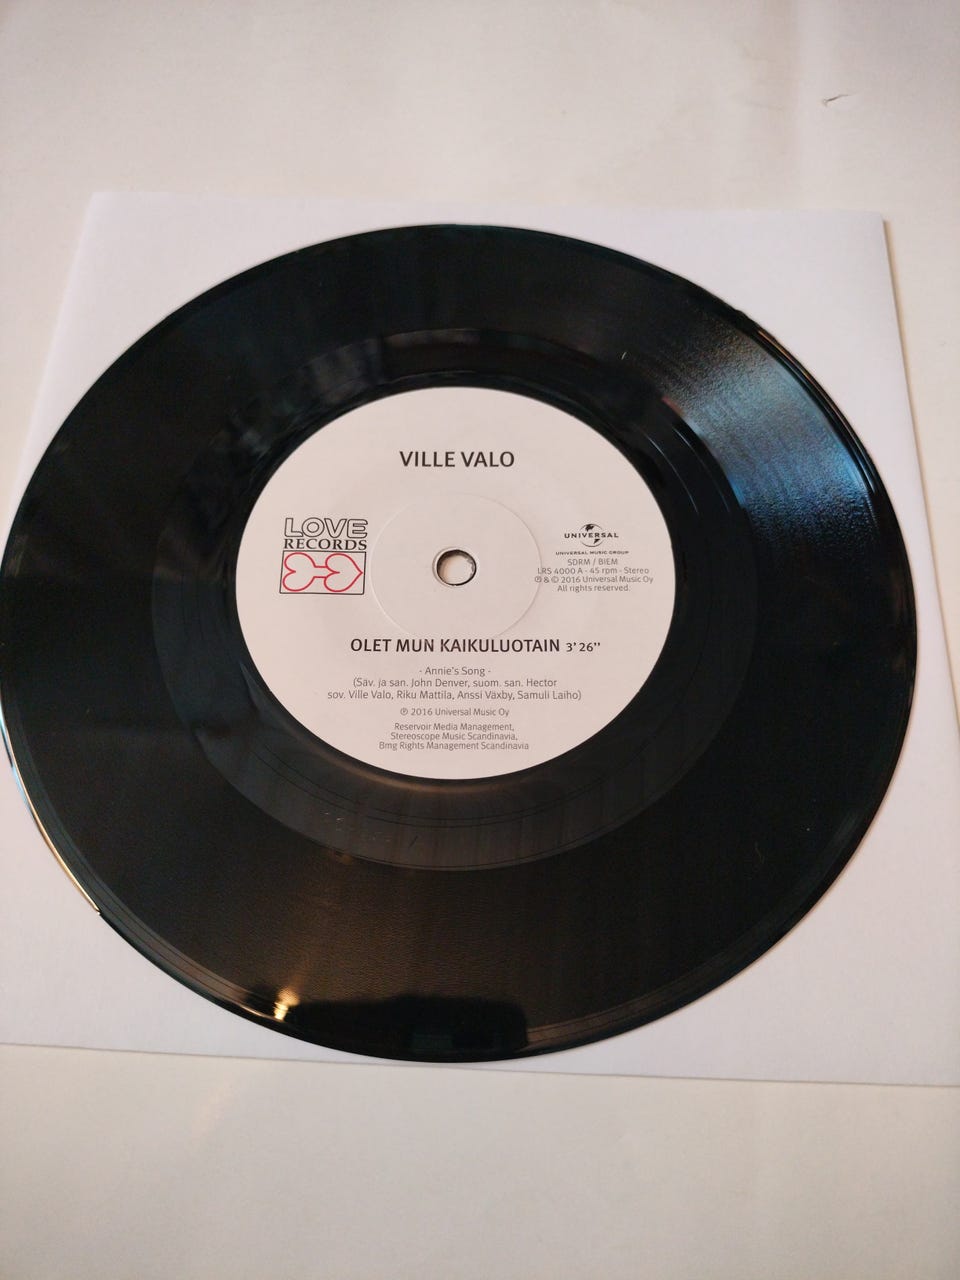 VILLE VALO
LOVE
RECORDS
UNIVERSAL
UNIVERSAL MUSIC GROUP
SDRM / BIEM
LRS 4000 A - 45 rpm - Stereo
℗ & © 2016 Universal Music Oy
All rights reserved.
OLET MUN KAIKULUOTAIN 3'26''
- Annie's Song -
(Säv. ja san. John Denver, suom. san. Hector
sov. Ville Valo, Riku Mattila, Anssi Växby, Samuli Laiho)
℗ 2016 Universal Music Oy
Reservoir Media Management,
Stereoscope Music Scandinavia,
Bmg Rights Management Scandinavia